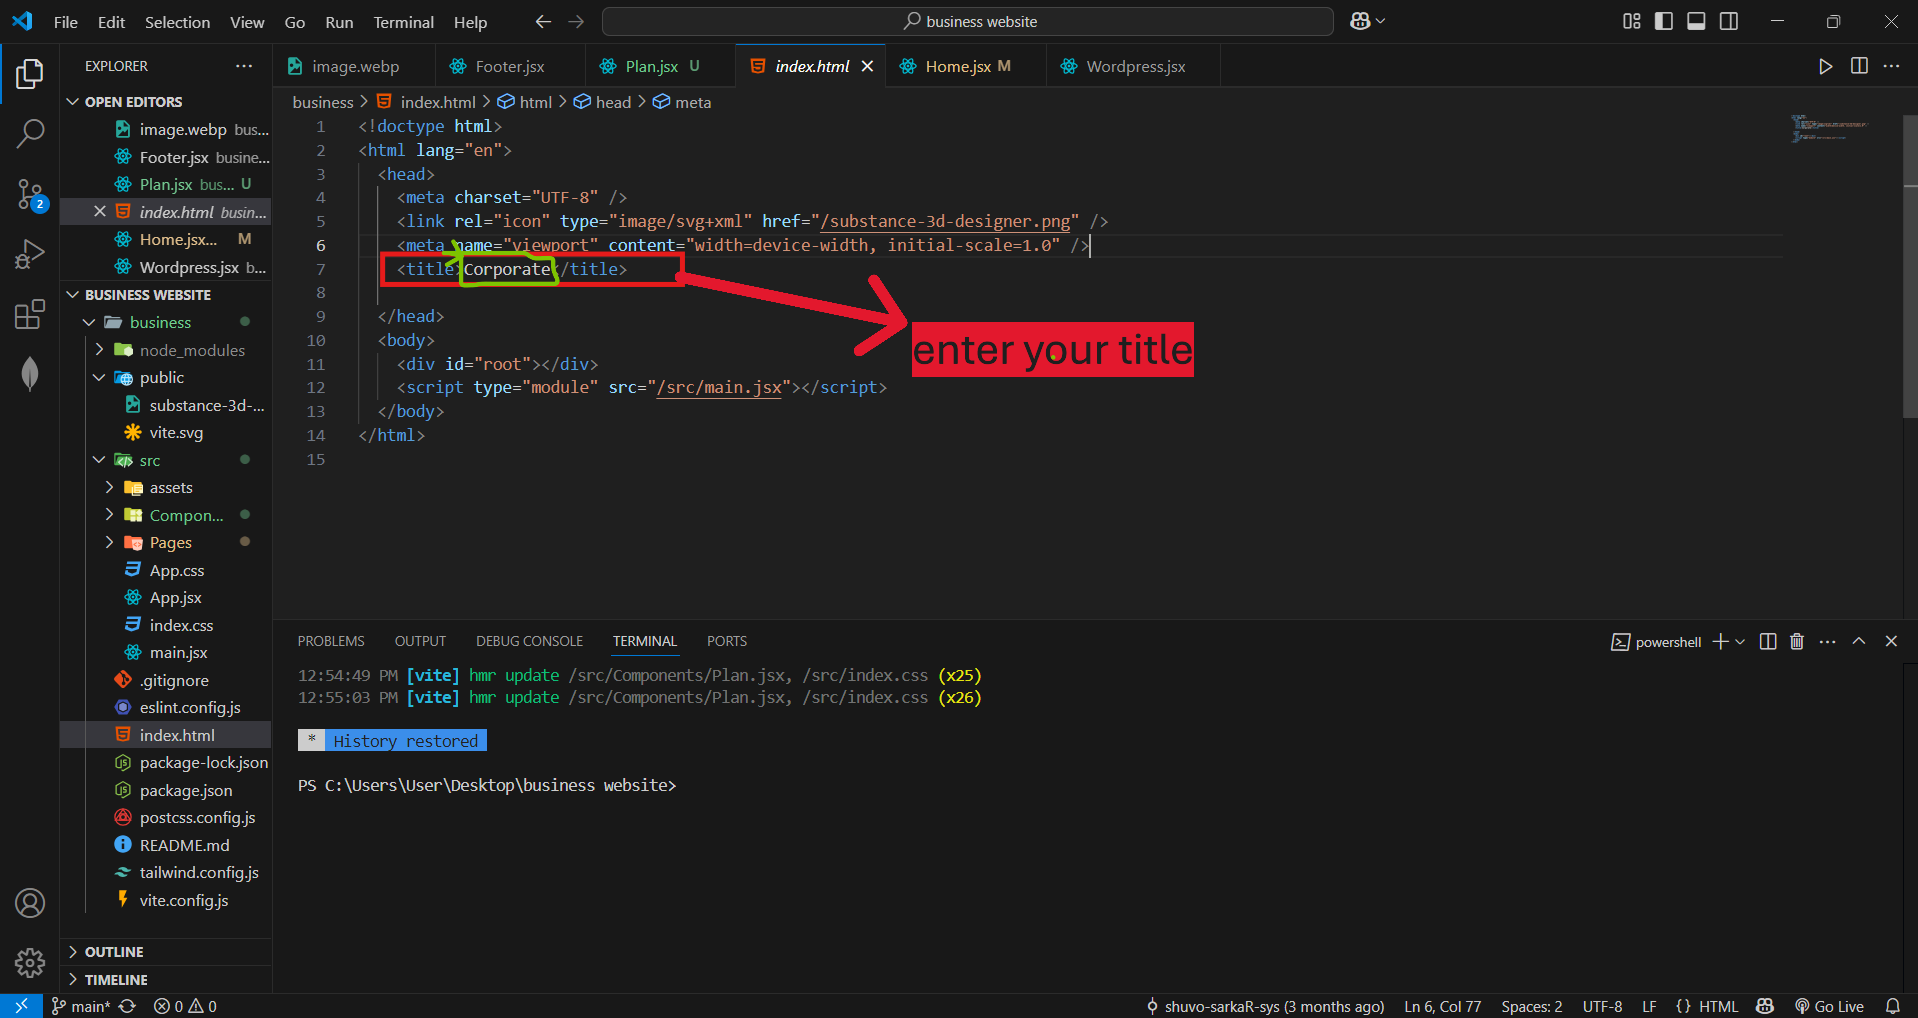 File Edit Selection View Go Run Terminal Help
business website
EXPLORER
OPEN EDITORS
image.webp bus...
Footer.jsx busine...
Plan.jsx bus... U
index.html busin...
Home.jsx... M
Wordpress.jsx b...
BUSINESS WEBSITE
business
node_modules
public
substance-3d-...
vite.svg
src
assets
Compon...
Pages
App.css
App.jsx
index.css
main.jsx
.gitignore
eslint.config.js
index.html
package-lock.json
package.json
postcss.config.js
README.md
tailwind.config.js
vite.config.js
OUTLINE
TIMELINE
2
image.webp
Footer.jsx
Plan.jsx U
index.html
Home.jsx M
Wordpress.jsx
business > index.html > html > head > meta
1 <!doctype html>
2 <html lang="en">
3 <head>
4 <meta charset="UTF-8" />
5 <link rel="icon" type="image/svg+xml" href="/substance-3d-designer.png" />
6 <meta name="viewport" content="width=device-width, initial-scale=1.0" />
7 <title>Corporate</title>
8
9 </head>
10 <body>
11 <div id="root"></div>
12 <script type="module" src="/src/main.jsx"></script>
13 </body>
14 </html>
15
enter your title
PROBLEMS OUTPUT DEBUG CONSOLE TERMINAL PORTS
powershell
12:54:49 PM [vite] hmr update /src/Components/Plan.jsx, /src/index.css (x25)
12:55:03 PM [vite] hmr update /src/Components/Plan.jsx, /src/index.css (x26)
* History restored
PS C:\Users\User\Desktop\business website>
main* 0 0
shuvo-sarkaR-sys (3 months ago) Ln 6, Col 77 Spaces: 2 UTF-8 LF {} HTML Go Live